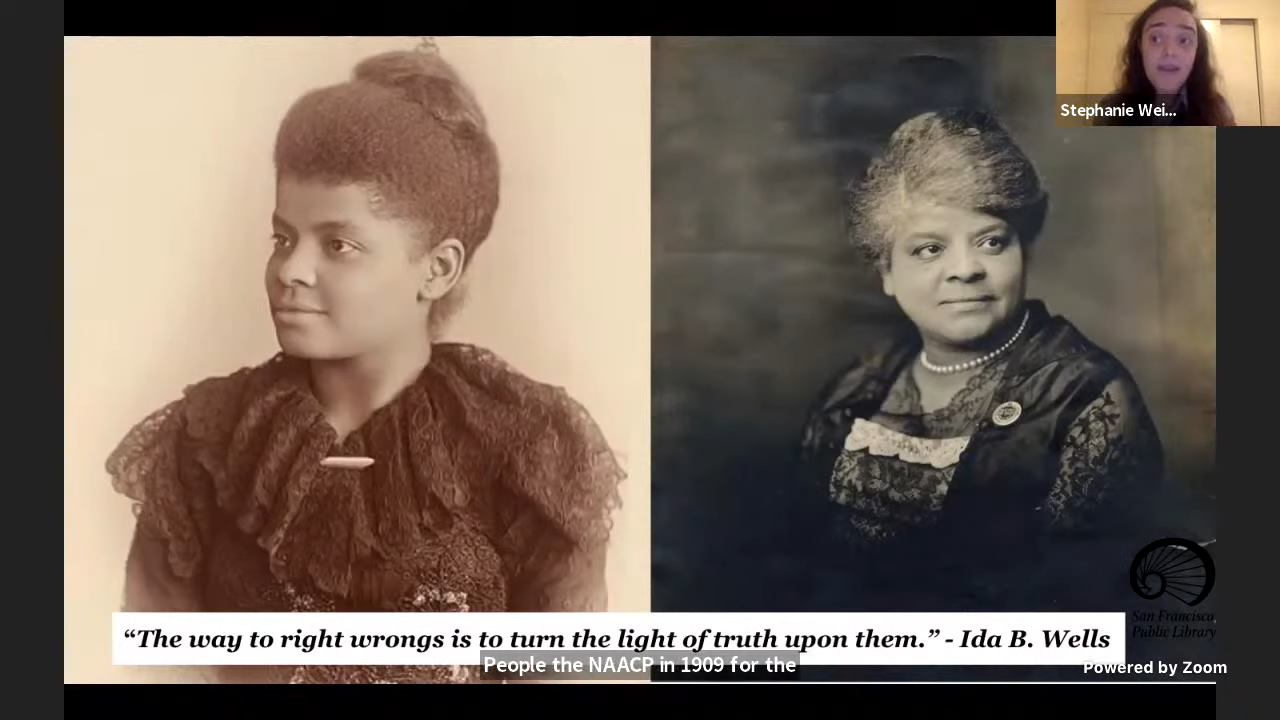 Stephanie Wei...
“The way to right wrongs is to turn the light of truth upon them.” - Ida B. Wells
San Francisco
Public Library
People the NAACP in 1909 for the
Powered by Zoom